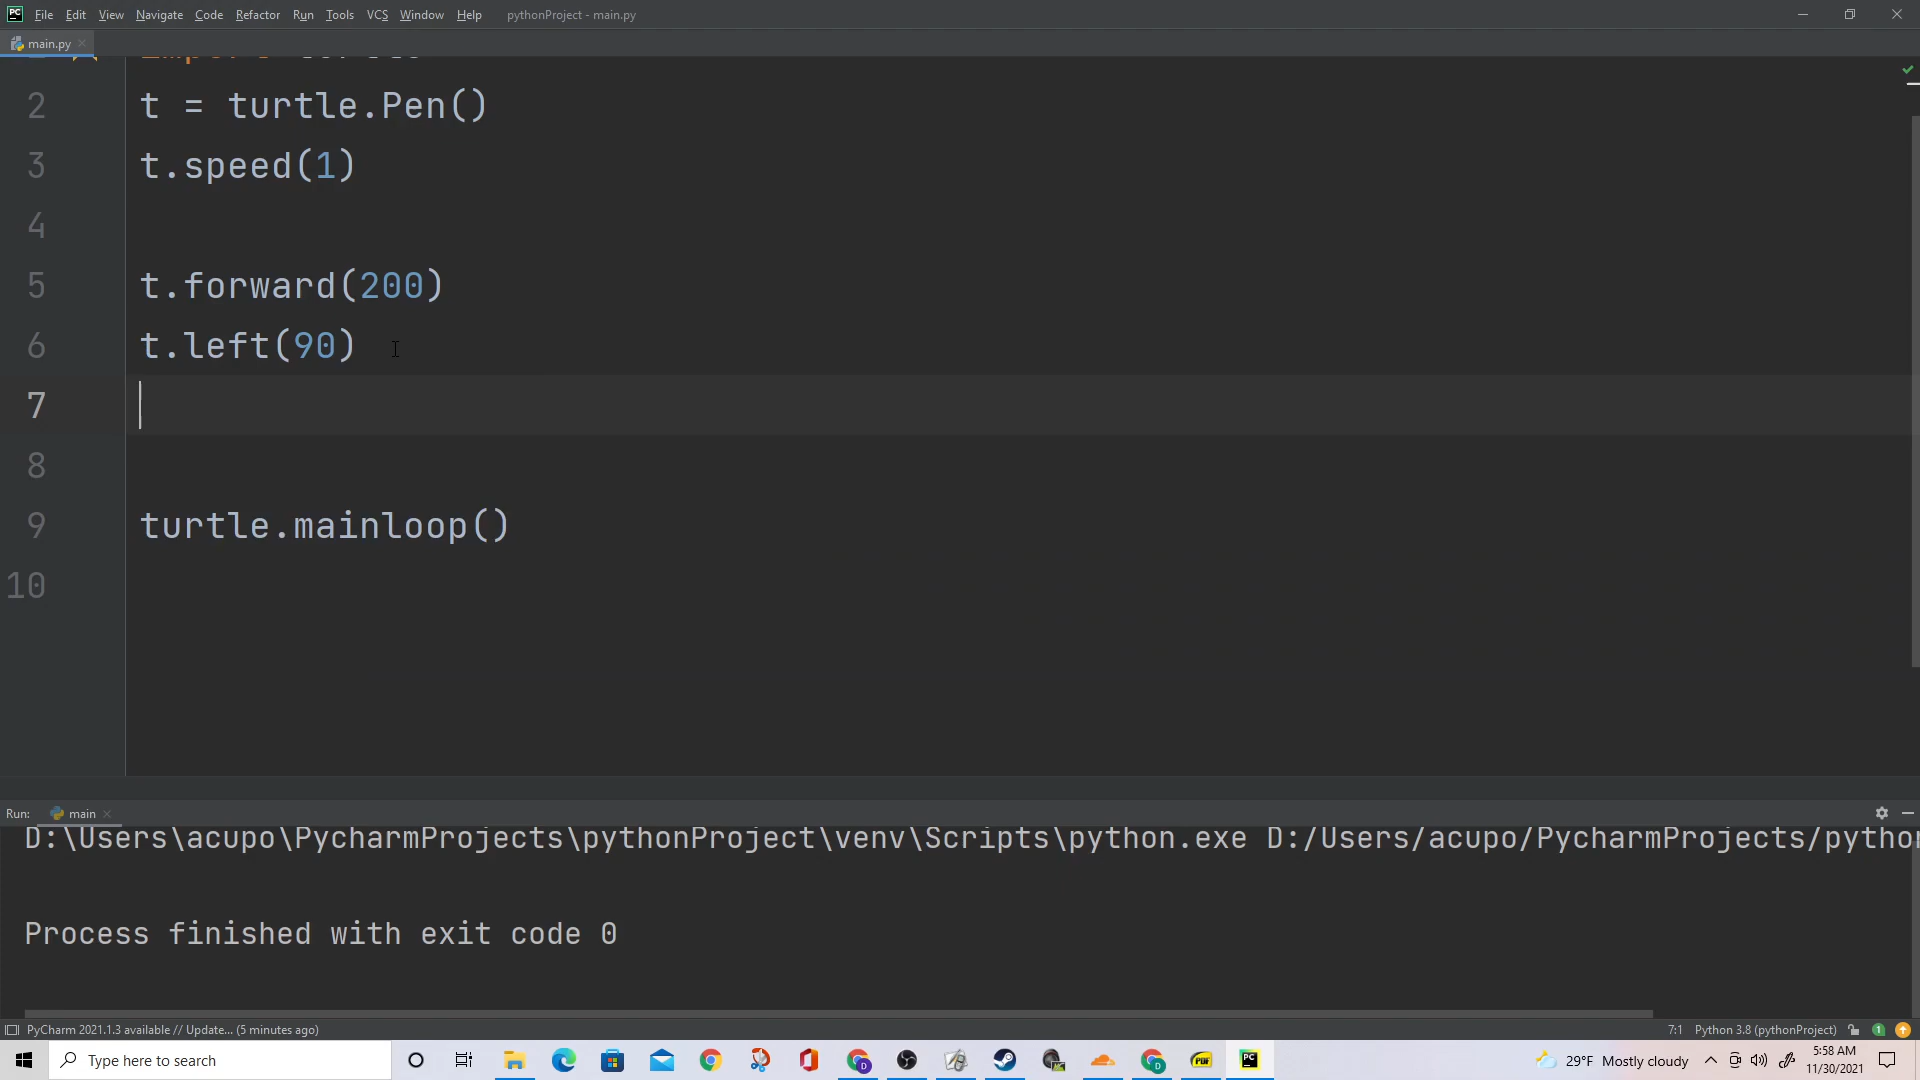 File Edit View Navigate Code Refactor Run Tools VCS Window Help pythonProject - main.py
main.py
2 t = turtle.Pen()
3 t.speed(1)
4
5 t.forward(200)
6 t.left(90)
7
8
9 turtle.mainloop()
10
Run: main
D:\Users\acupo\PycharmProjects\pythonProject\venv\Scripts\python.exe D:/Users/acupo/PycharmProjects/pytho
Process finished with exit code 0
PyCharm 2021.1.3 available // Update... (5 minutes ago) 7:1 Python 3.8 (pythonProject)
Type here to search 29°F Mostly cloudy 5:58 AM
11/30/2021